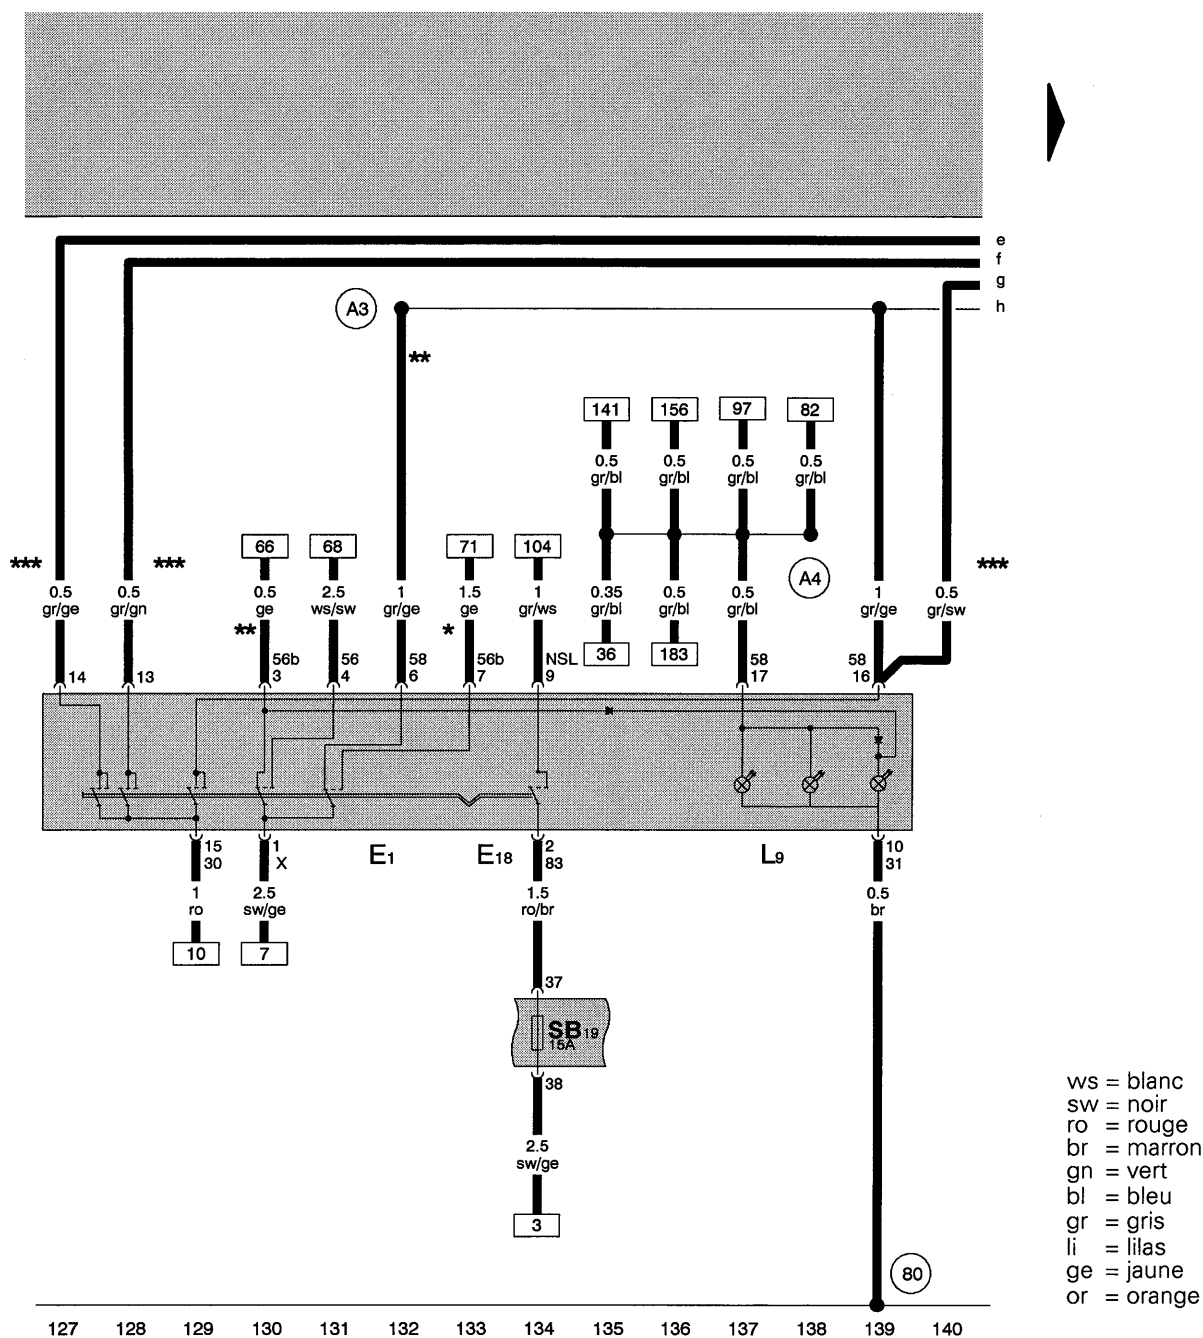 e
f
g
h
A3
**
141 156 97 82
0.5 0.5 0.5 0.5
gr/bl gr/bl gr/bl gr/bl
66 68 71 104
A4
*** *** ***
0.5 0.5 0.5 2.5 1 1.5 1 0.35 0.5 0.5 1 0.5
gr/ge gr/gn ge ws/sw gr/ge ge gr/ws gr/bl gr/bl gr/bl gr/ge gr/sw
** *
36 183
56b 56 58 56b NSL 58 58
14 13 3 4 6 7 9 17 16
15 1 E1 E18 2 L9 10
30 X 83 31
1 2.5 1.5 0.5
ro sw/ge ro/br br
10 7
37
SB19
15A
38
2.5
sw/ge
3
80
ws = blanc
sw = noir
ro = rouge
br = marron
gn = vert
bl = bleu
gr = gris
li = lilas
ge = jaune
or = orange
127 128 129 130 131 132 133 134 135 136 137 138 139 140